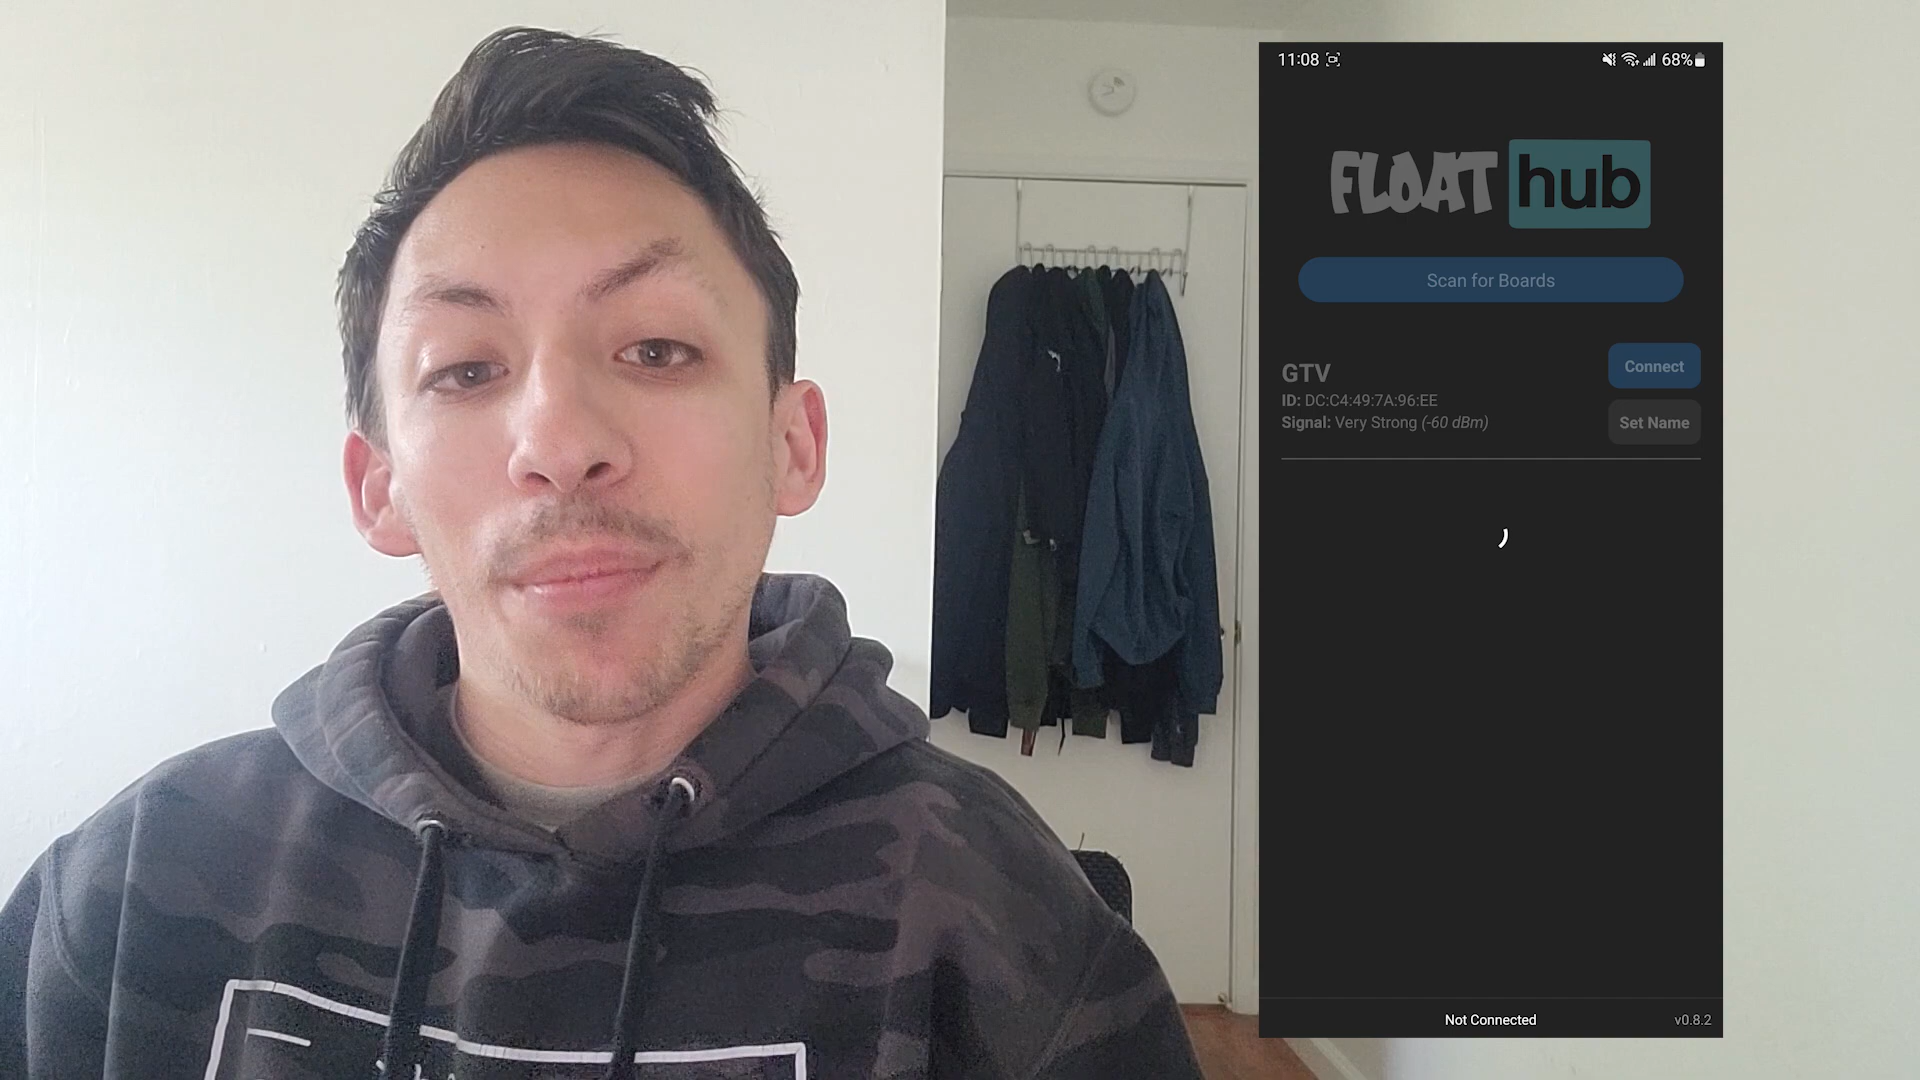 11:08
68%
FLOAT hub
Scan for Boards
GTV
ID: DC:C4:49:7A:96:EE
Signal: Very Strong (-60 dBm)
Connect
Set Name
Not Connected
v0.8.2